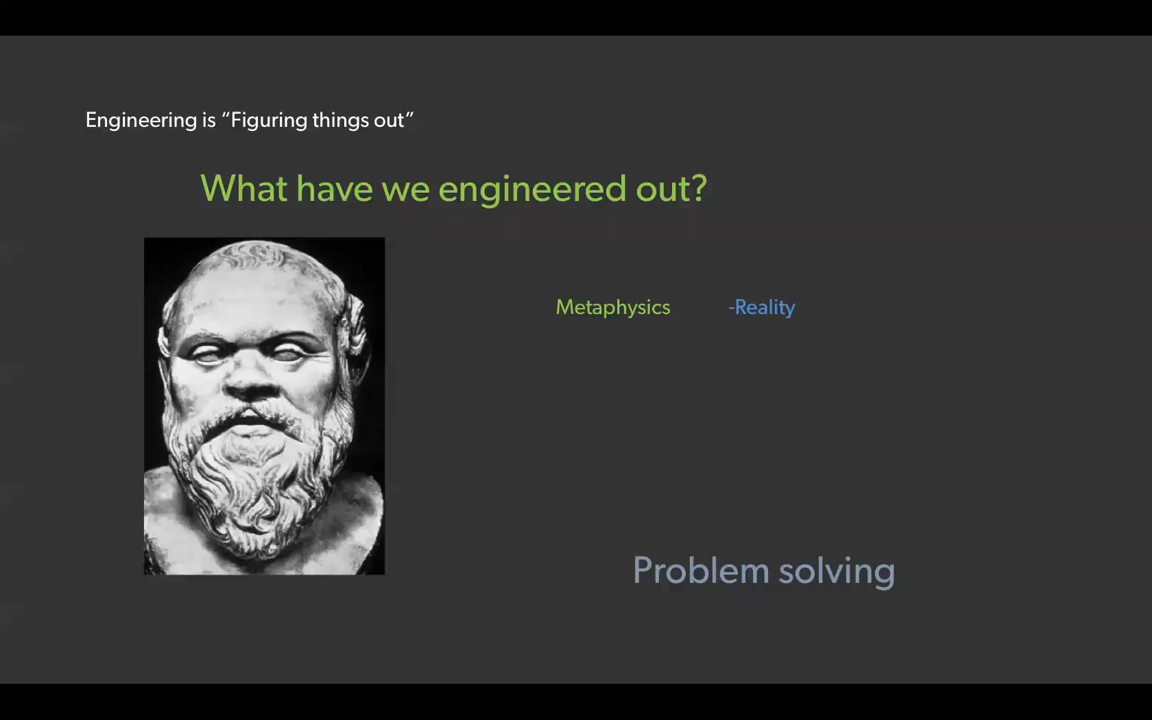 Engineering is “Figuring things out”
What have we engineered out?
Metaphysics -Reality
Problem solving